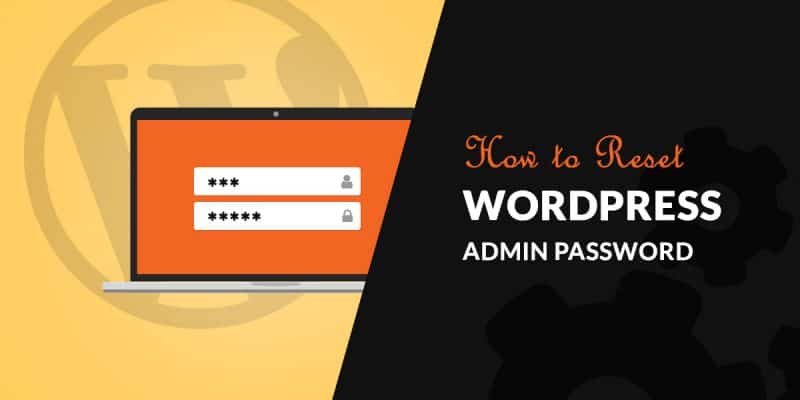 ***
*****
How to Reset
WORDPRESS
ADMIN PASSWORD